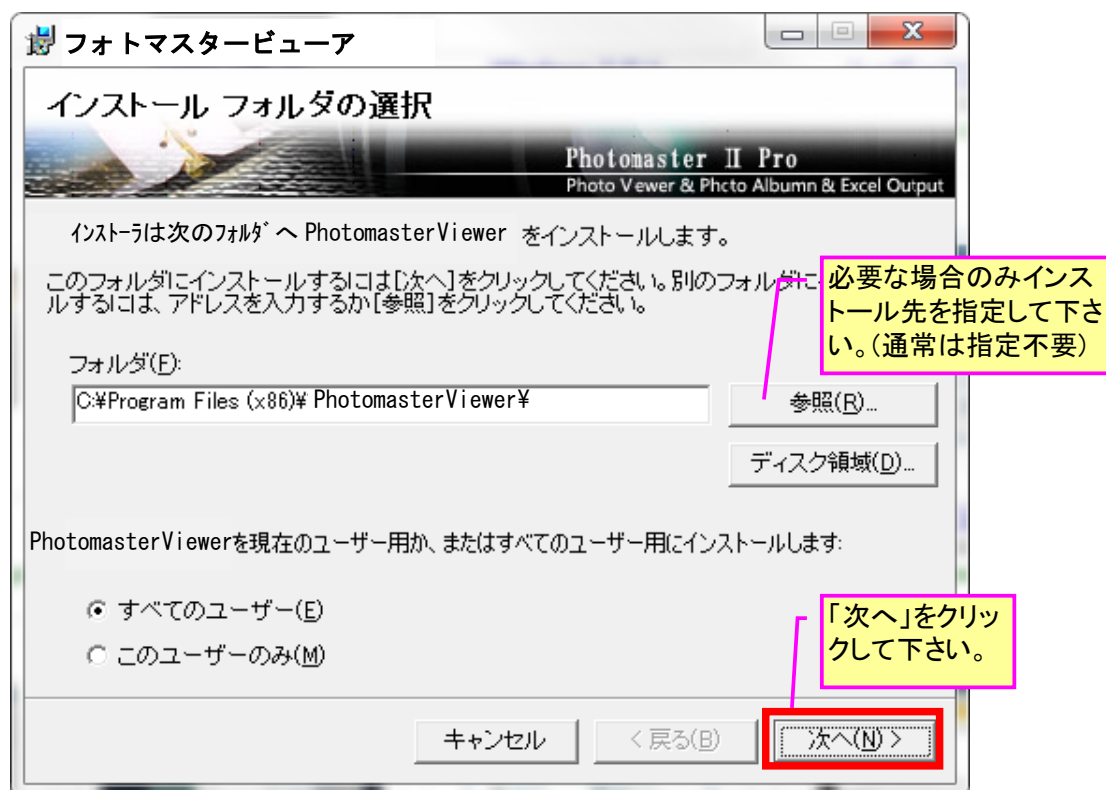 フォトマスタービューア
インストール フォルダの選択
Photomaster Ⅱ Pro
Photo Vewer & Phcto Albumn & Excel Output
ｲﾝｽﾄｰﾗは次のﾌｫﾙﾀﾞへ PhotomasterViewer をインストールします。
このフォルダにインストールするには[次へ]をクリックしてください。別のフォルダに
ルするには、アドレスを入力するか[参照]をクリックしてください。
必要な場合のみインス
トール先を指定して下さ
い。（通常は指定不要）
フォルダ(F):
C:¥Program Files (x86)¥ PhotomasterViewer¥
参照(R)...
ディスク領域(D)...
PhotomasterViewerを現在のユーザー用か、またはすべてのユーザー用にインストールします:
すべてのユーザー(E)
このユーザーのみ(M)
「次へ」をクリッ
クして下さい。
キャンセル
< 戻る(B)
次へ(N) >